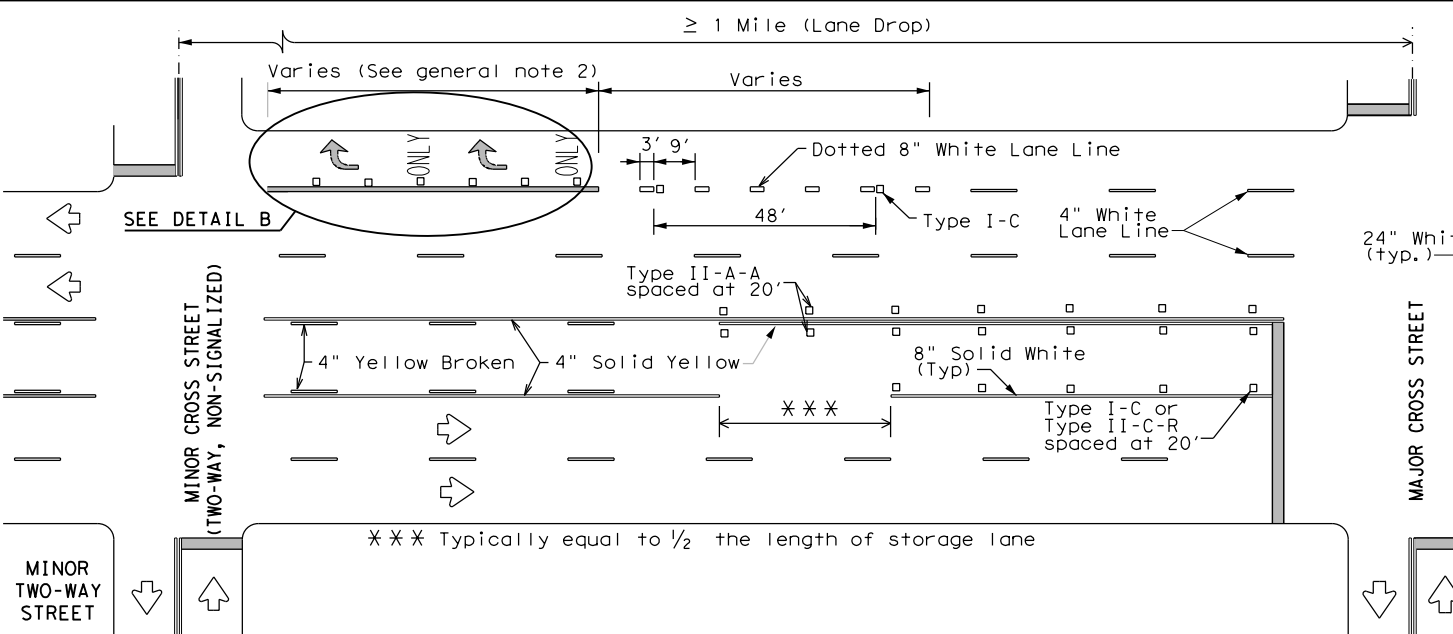 ≥ 1 Mile (Lane Drop)
Varies (See general note 2)
Varies
ONLY
ONLY
3' 9'
Dotted 8" White Lane Line
SEE DETAIL B
48'
Type I-C
4" White
Lane Line
24" Whi
(typ.)
Type II-A-A
spaced at 20'
MINOR CROSS STREET
(TWO-WAY, NON-SIGNALIZED)
4" Yellow Broken
4" Solid Yellow
8" Solid White
(Typ)
***
Type I-C or
Type II-C-R
spaced at 20'
MAJOR CROSS STREET
*** Typically equal to 1/2 the length of storage lane
MINOR
TWO-WAY
STREET